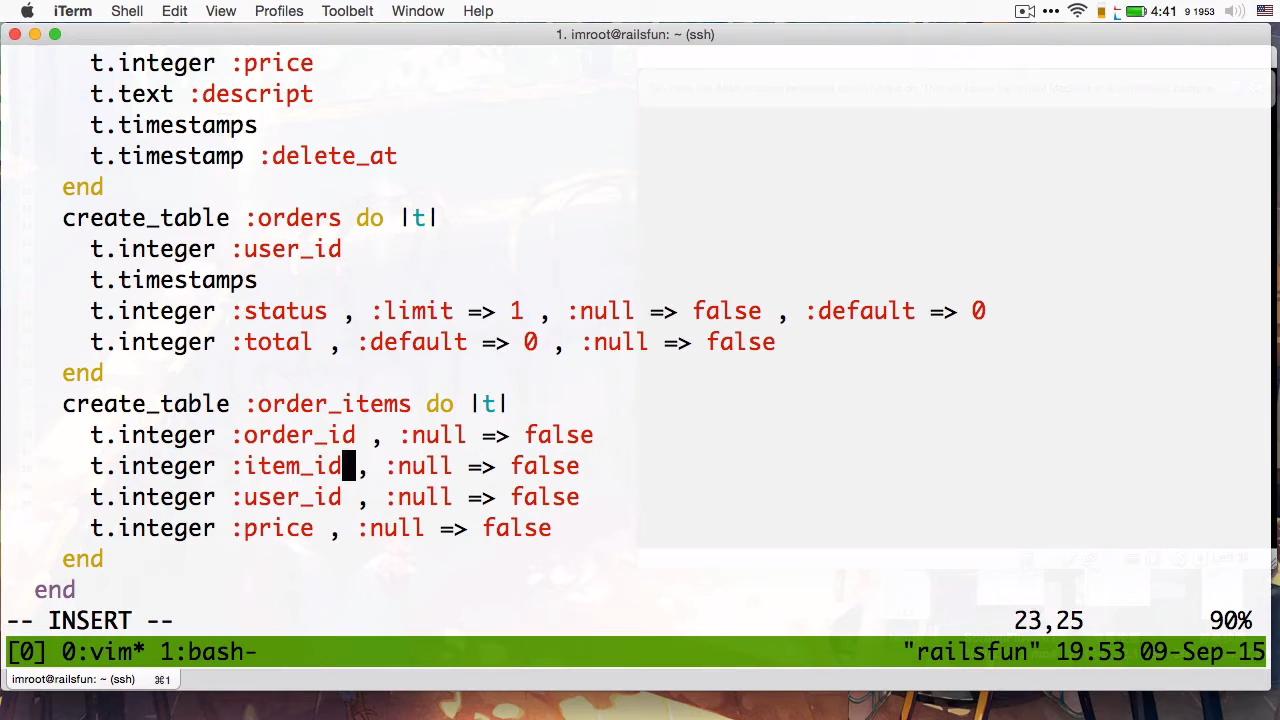 iTerm Shell Edit View Profiles Toolbelt Window Help 4:41 9 1953
1. imroot@railsfun: ~ (ssh)
t.integer :price
t.text :descript
t.timestamps
t.timestamp :delete_at
end
create_table :orders do |t|
t.integer :user_id
t.timestamps
t.integer :status , :limit => 1 , :null => false , :default => 0
t.integer :total , :default => 0 , :null => false
end
create_table :order_items do |t|
t.integer :order_id , :null => false
t.integer :item_id , :null => false
t.integer :user_id , :null => false
t.integer :price , :null => false
end
end
-- INSERT -- 23,25 90%
[0] 0:vim* 1:bash- "railsfun" 19:53 09-Sep-15
imroot@railsfun: ~ (ssh) ⌘1